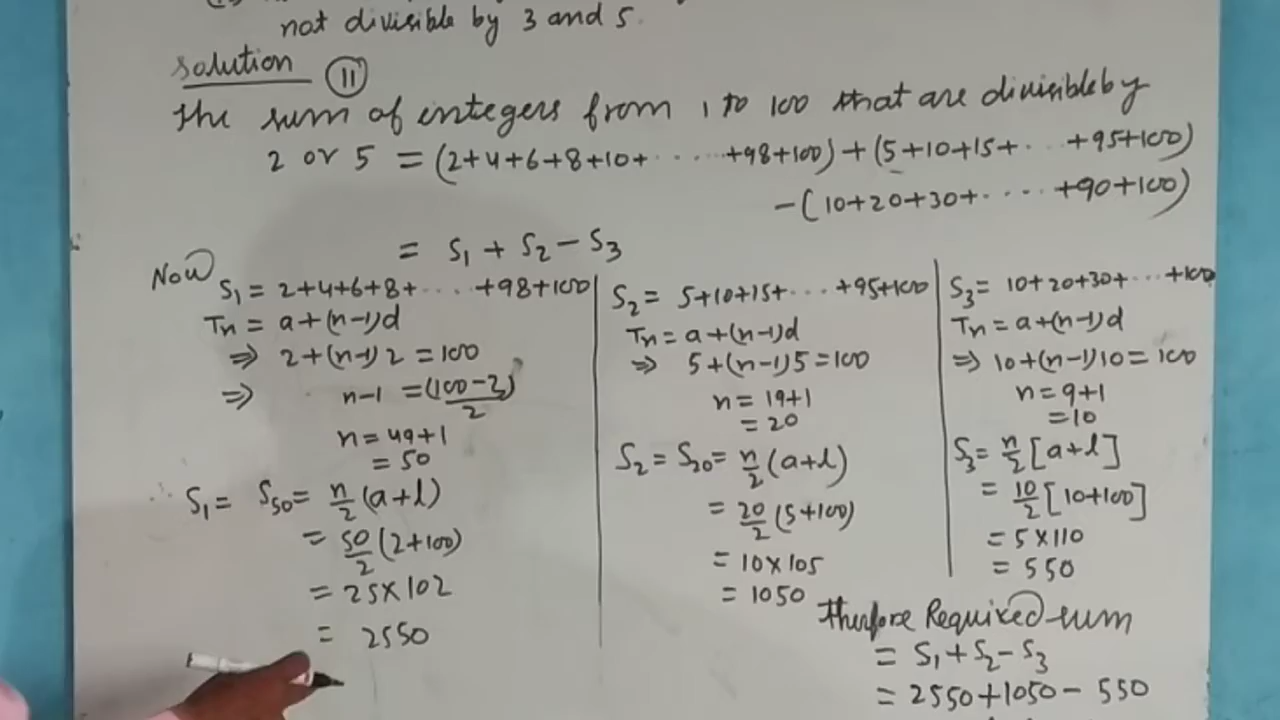 not divisible by 3 and 5.
Solution (11)
The sum of integers from 1 to 100 that are divisible by
2 or 5 = (2+4+6+8+10+ ...... +98+100) + (5+10+15+ ... +95+100)
-(10+20+30+ ..... +90+100)
= S₁ + S₂ - S₃
Now S₁ = 2+4+6+8+ ..... +98+100
Tn = a+(n-1)d
⇒ 2+(n-1)2 = 100
⇒ n-1 = (100-2)/2
n = 49+1
= 50
∴ S₁ = S₅₀ = n/2 (a+l)
= 50/2 (2+100)
= 25×102
= 2550
S₂ = 5+10+15+ ..... +95+100
Tn = a+(n-1)d
⇒ 5+(n-1)5 = 100
n = 19+1
= 20
S₂ = S₂₀ = n/2 (a+l)
= 20/2 (5+100)
= 10×105
= 1050
S₃ = 10+20+30+ ... +100
Tn = a+(n-1)d
⇒ 10+(n-1)10 = 100
n = 9+1
= 10
S₃ = n/2 [a+l]
= 10/2 [10+100]
= 5×110
= 550
Therefore Required sum
= S₁+S₂-S₃
= 2550+1050- 550